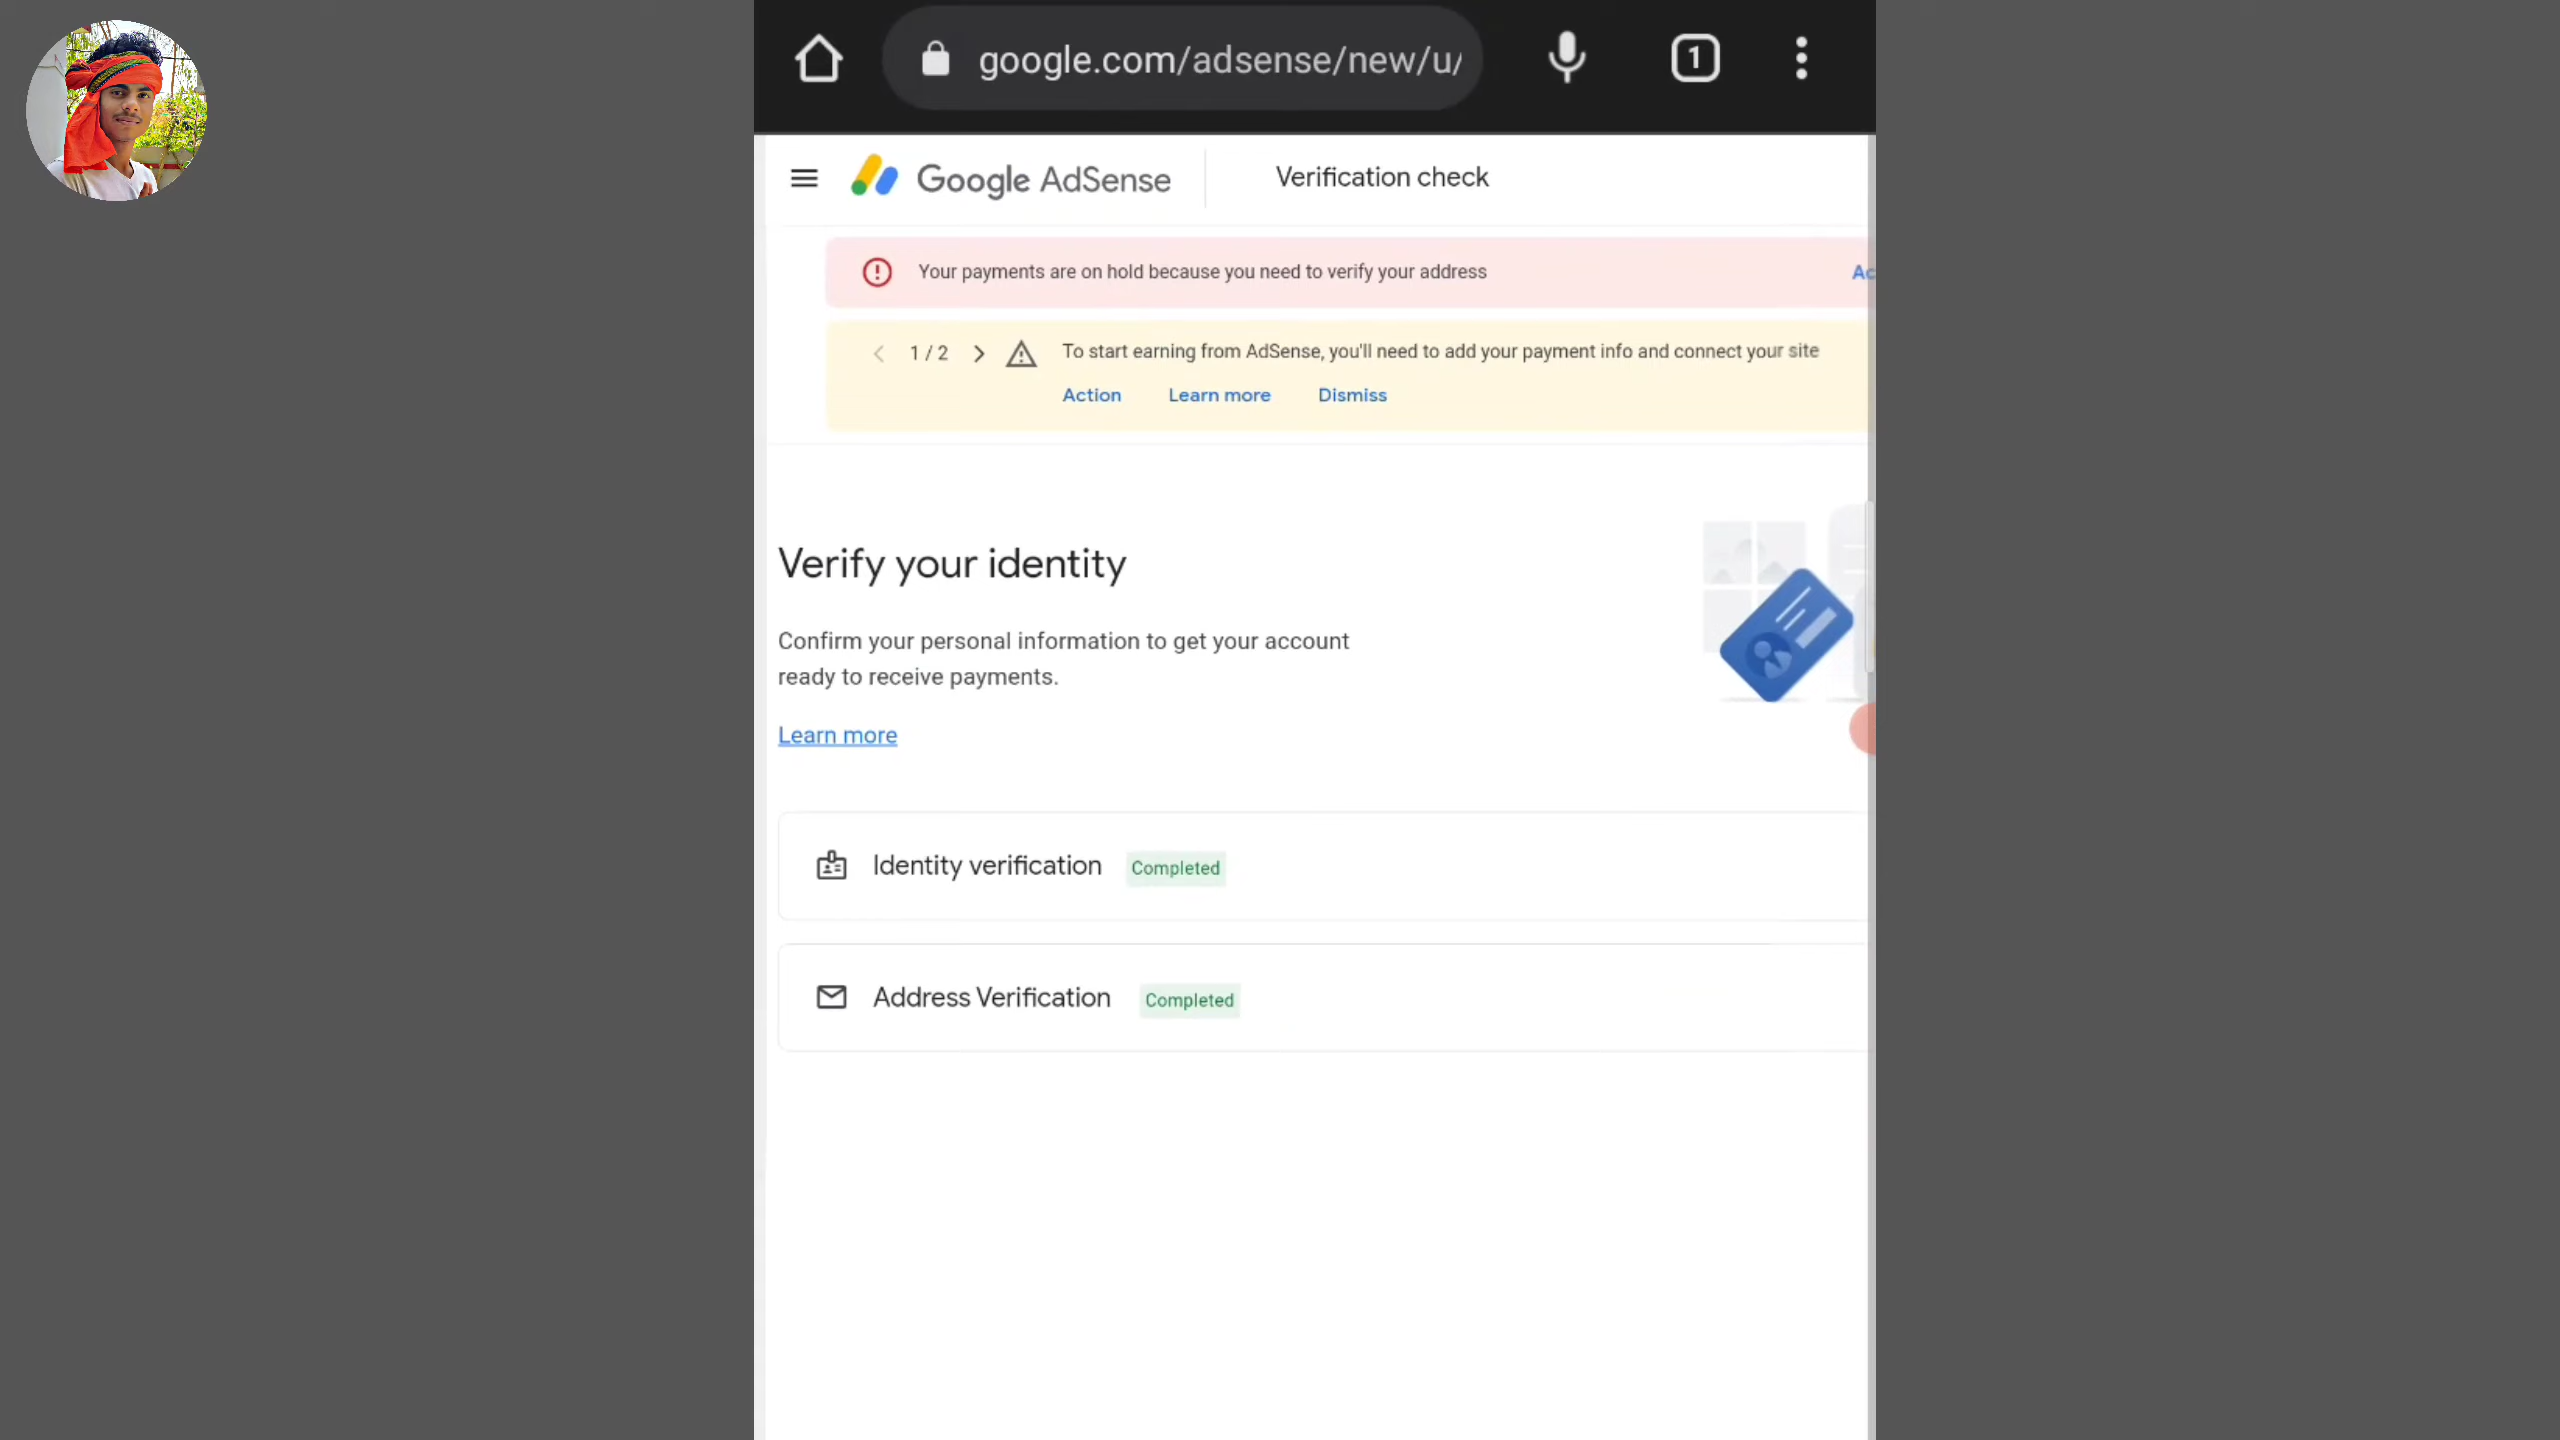 google.com/adsense/new/u/
1
Google AdSense
Verification check
Your payments are on hold because you need to verify your address
1 / 2
To start earning from AdSense, you'll need to add your payment info and connect your site
Action Learn more Dismiss
Verify your identity
Confirm your personal information to get your account
ready to receive payments.
Learn more
Identity verification Completed
Address Verification Completed